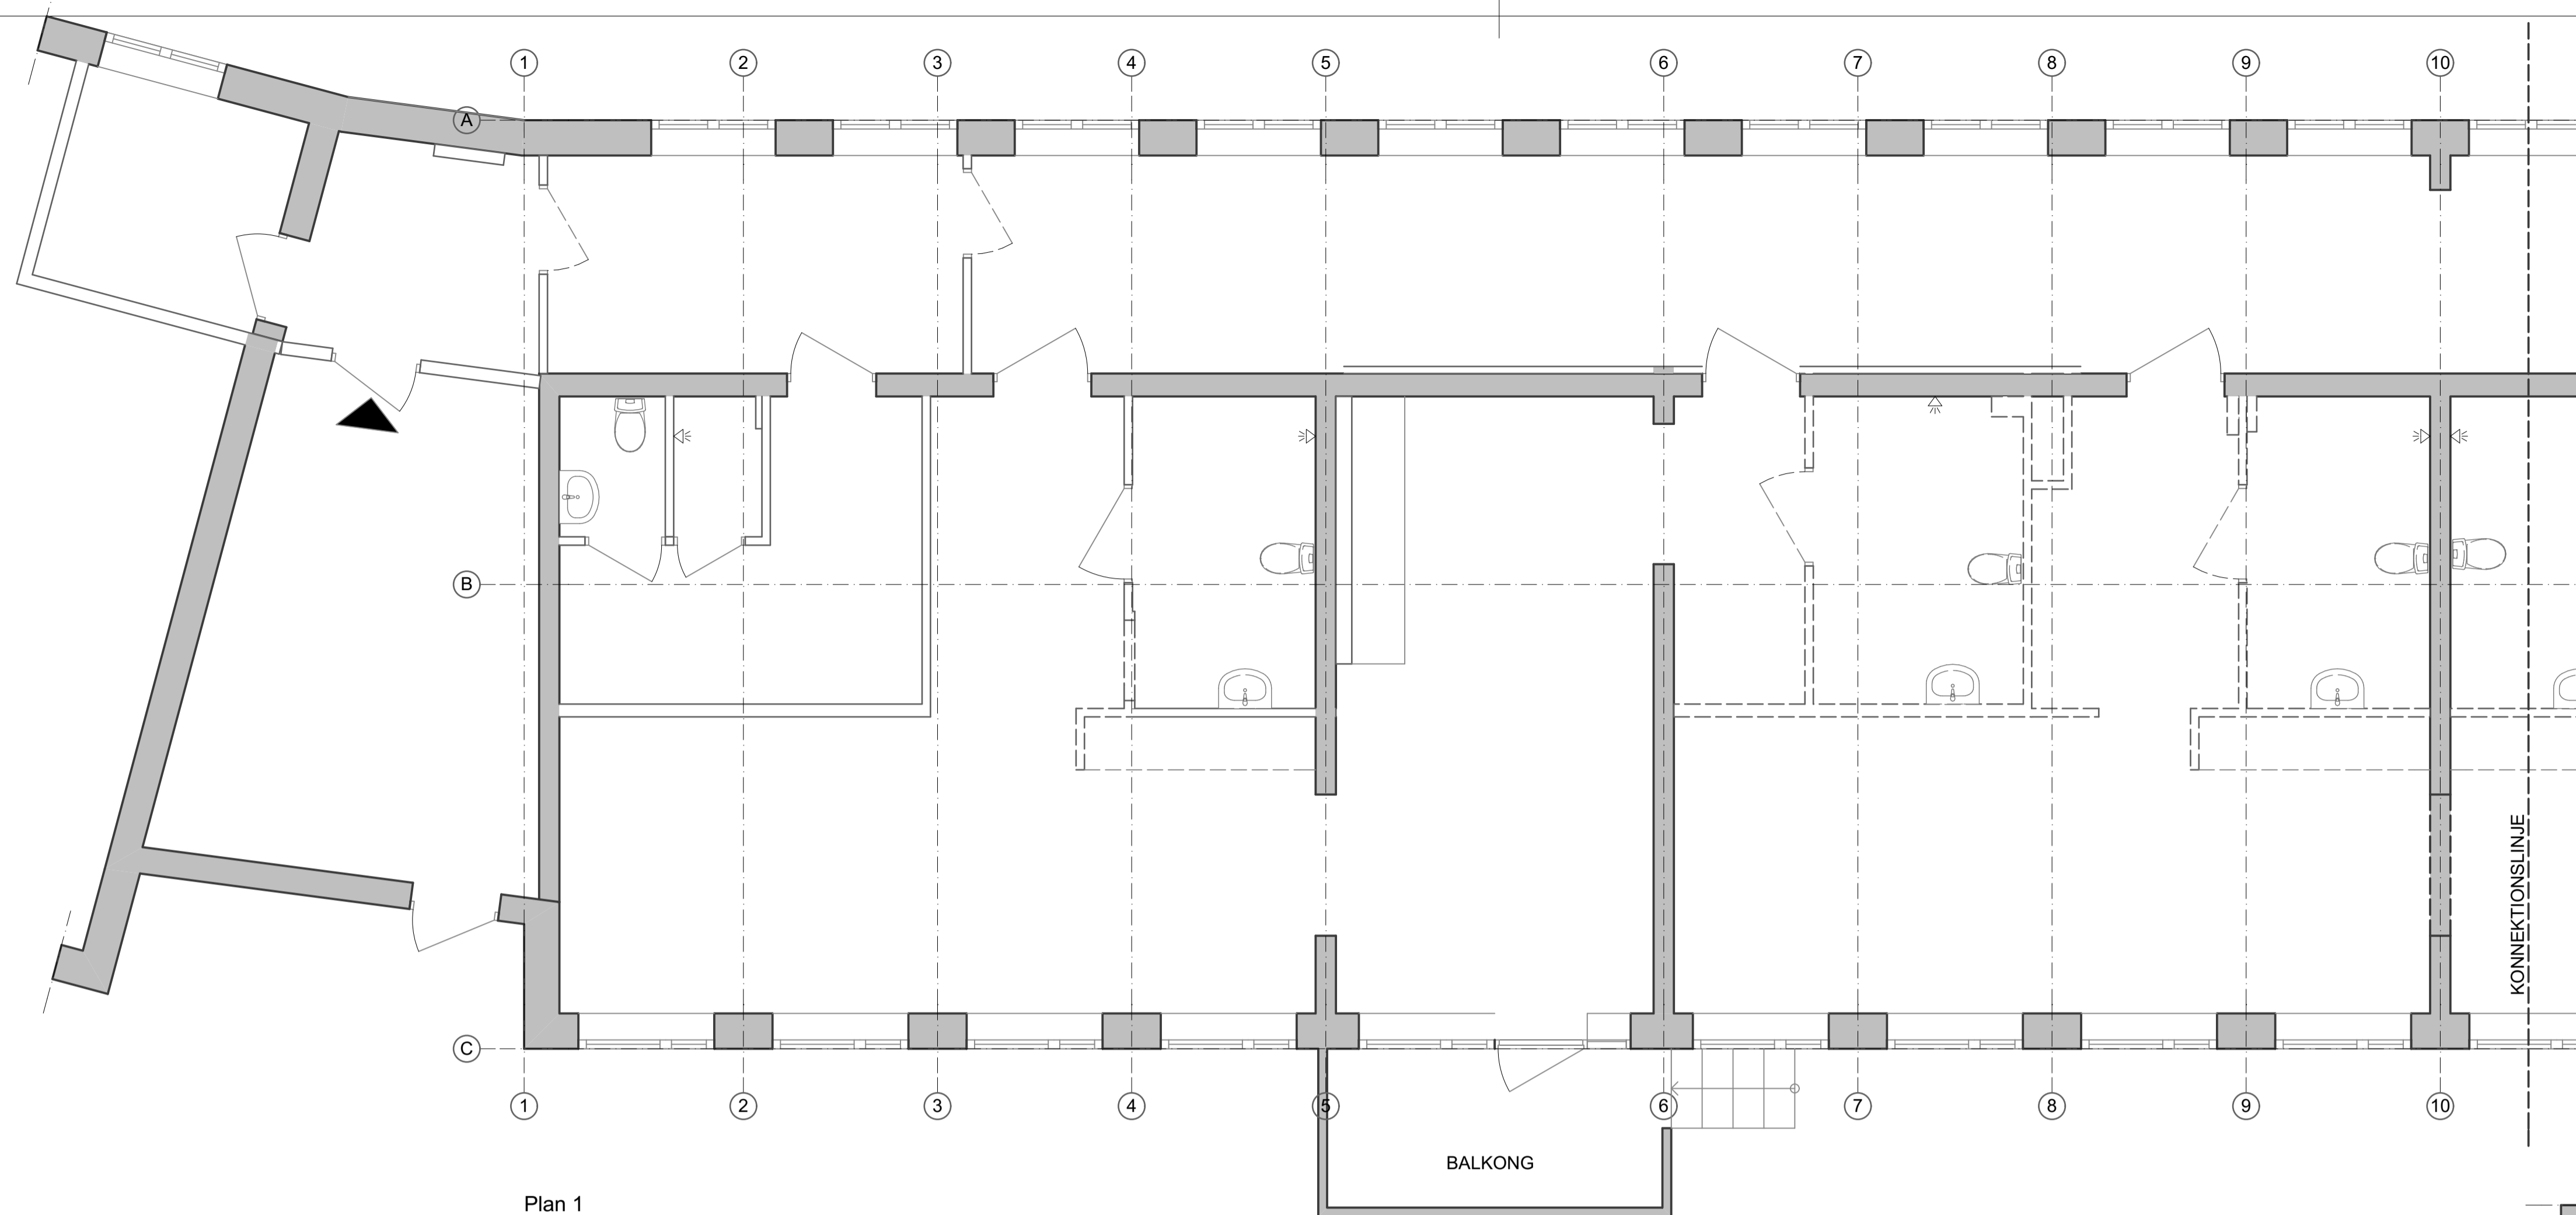 1 2 3 4 5 6 7 8 9 10
A
B
KONNEKTIONSLINJE
C
1 2 3 4 5 6 7 8 9 10
BALKONG
Plan 1